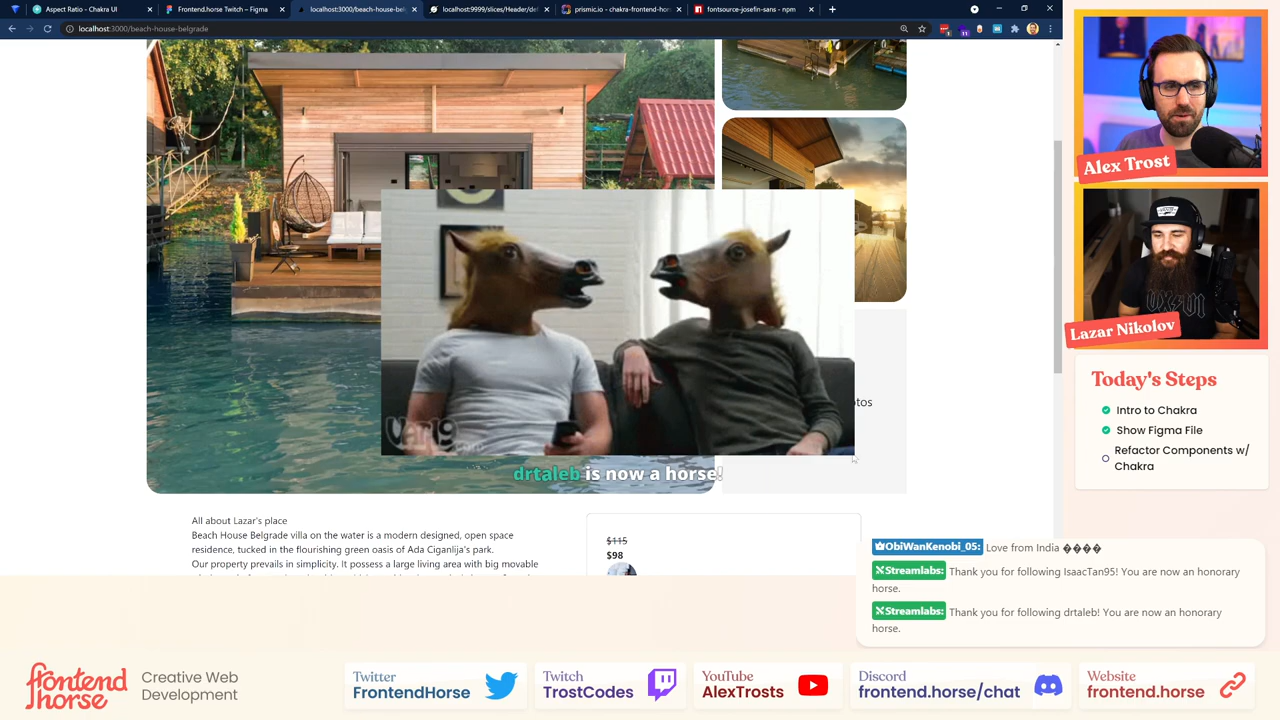 Aspect Ratio - Chakra UI
Frontend.horse Twitch – Figma
localhost:3000/beach-house-bel
localhost:9999/slices/Header/de
prismic.io - chakra-frontend-hor
fontsource-josefin-sans - npm
localhost:3000/beach-house-belgrade
Alex Trost
Lazar Nikolov
Today's Steps
Intro to Chakra
Show Figma File
Refactor Components w/
Chakra
otos
drtaleb is now a horse!
All about Lazar's place
Beach House Belgrade villa on the water is a modern designed, open space
residence, tucked in the flourishing green oasis of Ada Ciganlija's park.
Our property prevails in simplicity. It possess a large living area with big movable
$115
$98
ObiWanKenobi_05: Love from India ����
Streamlabs: Thank you for following IsaacTan95! You are now an honorary
horse.
Streamlabs: Thank you for following drtaleb! You are now an honorary
horse.
frontend
horse
Creative Web
Development
Twitter
FrontendHorse
Twitch
TrostCodes
YouTube
AlexTrosts
Discord
frontend.horse/chat
Website
frontend.horse